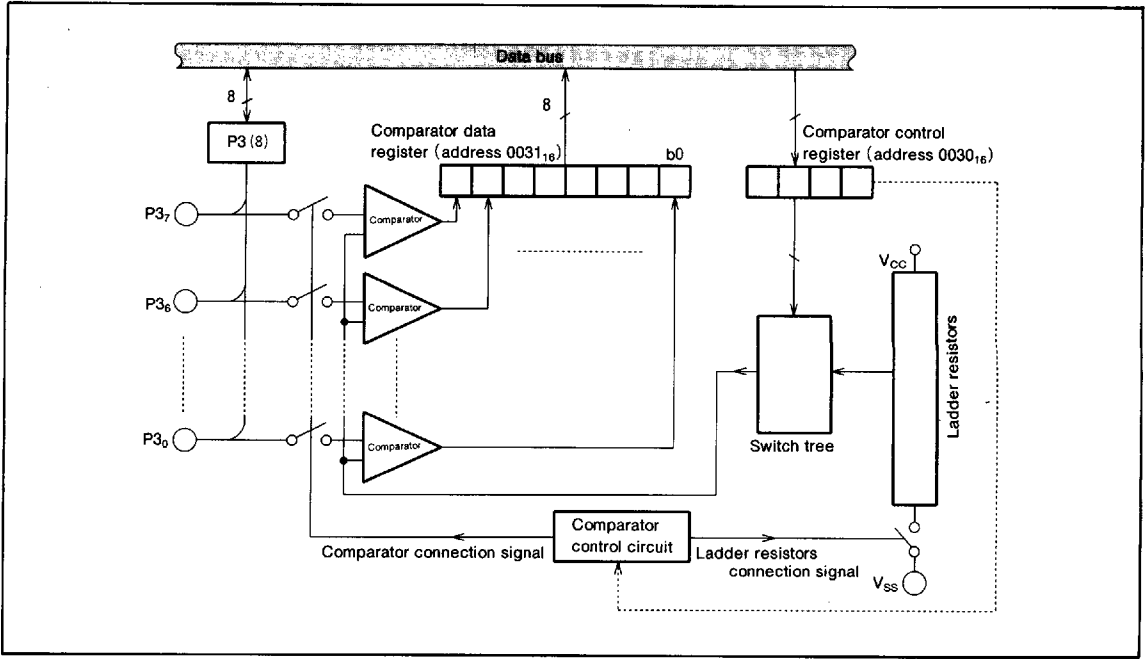 Data bus
8
8
P3 (8)
Comparator data
register (address 0031₁₆)
b0
Comparator control
register (address 0030₁₆)
P3₇
Comparator
P3₆
Comparator
P3₀
Comparator
V_CC
Ladder resistors
Switch tree
Comparator
control circuit
Comparator connection signal
Ladder resistors
connection signal
V_SS